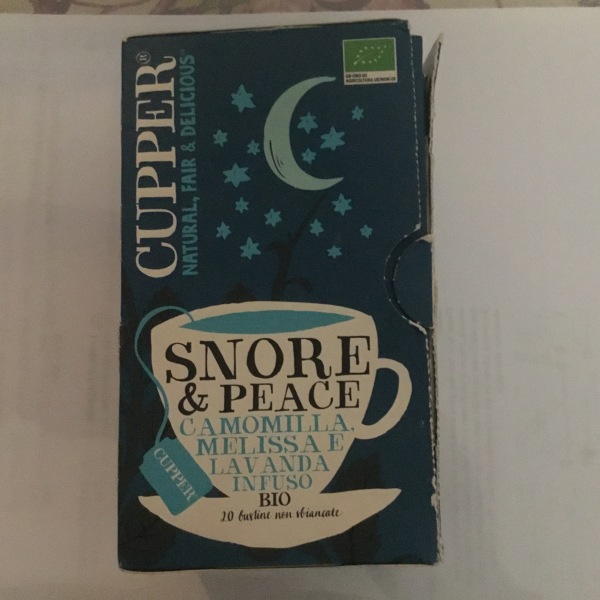 CUPPER®
NATURAL, FAIR & DELICIOUS
SNORE
& PEACE
CAMOMILLA,
MELISSA E
LAVANDA
INFUSO
BIO
20 bustine non sbiancate
CUPPER